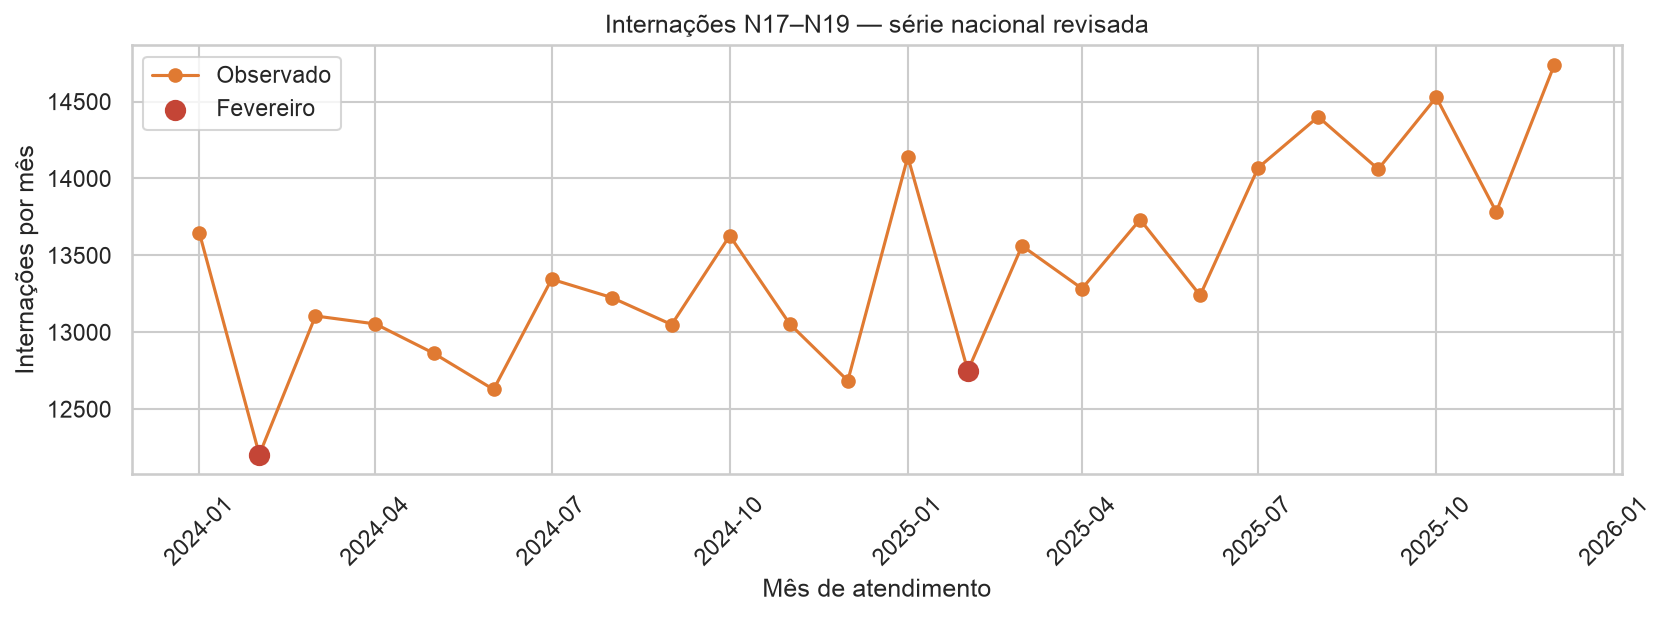 Internações N17–N19 — série nacional revisada
Observado
Fevereiro
Internações por mês
14500
14000
13500
13000
12500
2024-01
2024-04
2024-07
2024-10
2025-01
2025-04
2025-07
2025-10
2026-01
Mês de atendimento